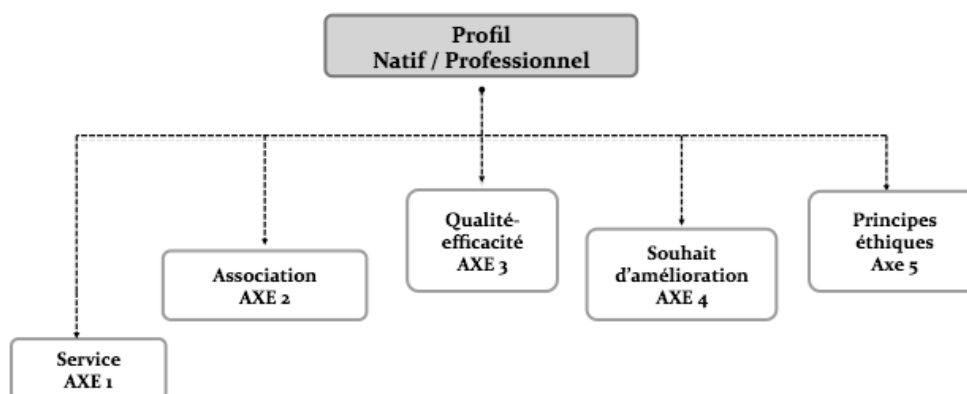 Profil
Natif / Professionnel
Qualité-
efficacité
AXE 3
Principes
éthiques
Axe 5
Souhait
d'amélioration
AXE 4
Association
AXE 2
Service
AXE 1